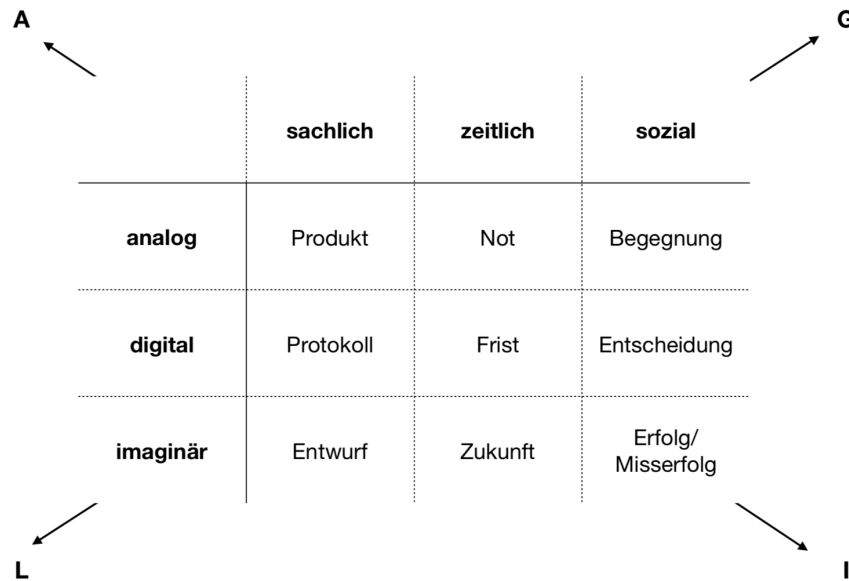 A G
sachlich zeitlich sozial
analog Produkt Not Begegnung
digital Protokoll Frist Entscheidung
imaginär Entwurf Zukunft Erfolg/
Misserfolg
L I